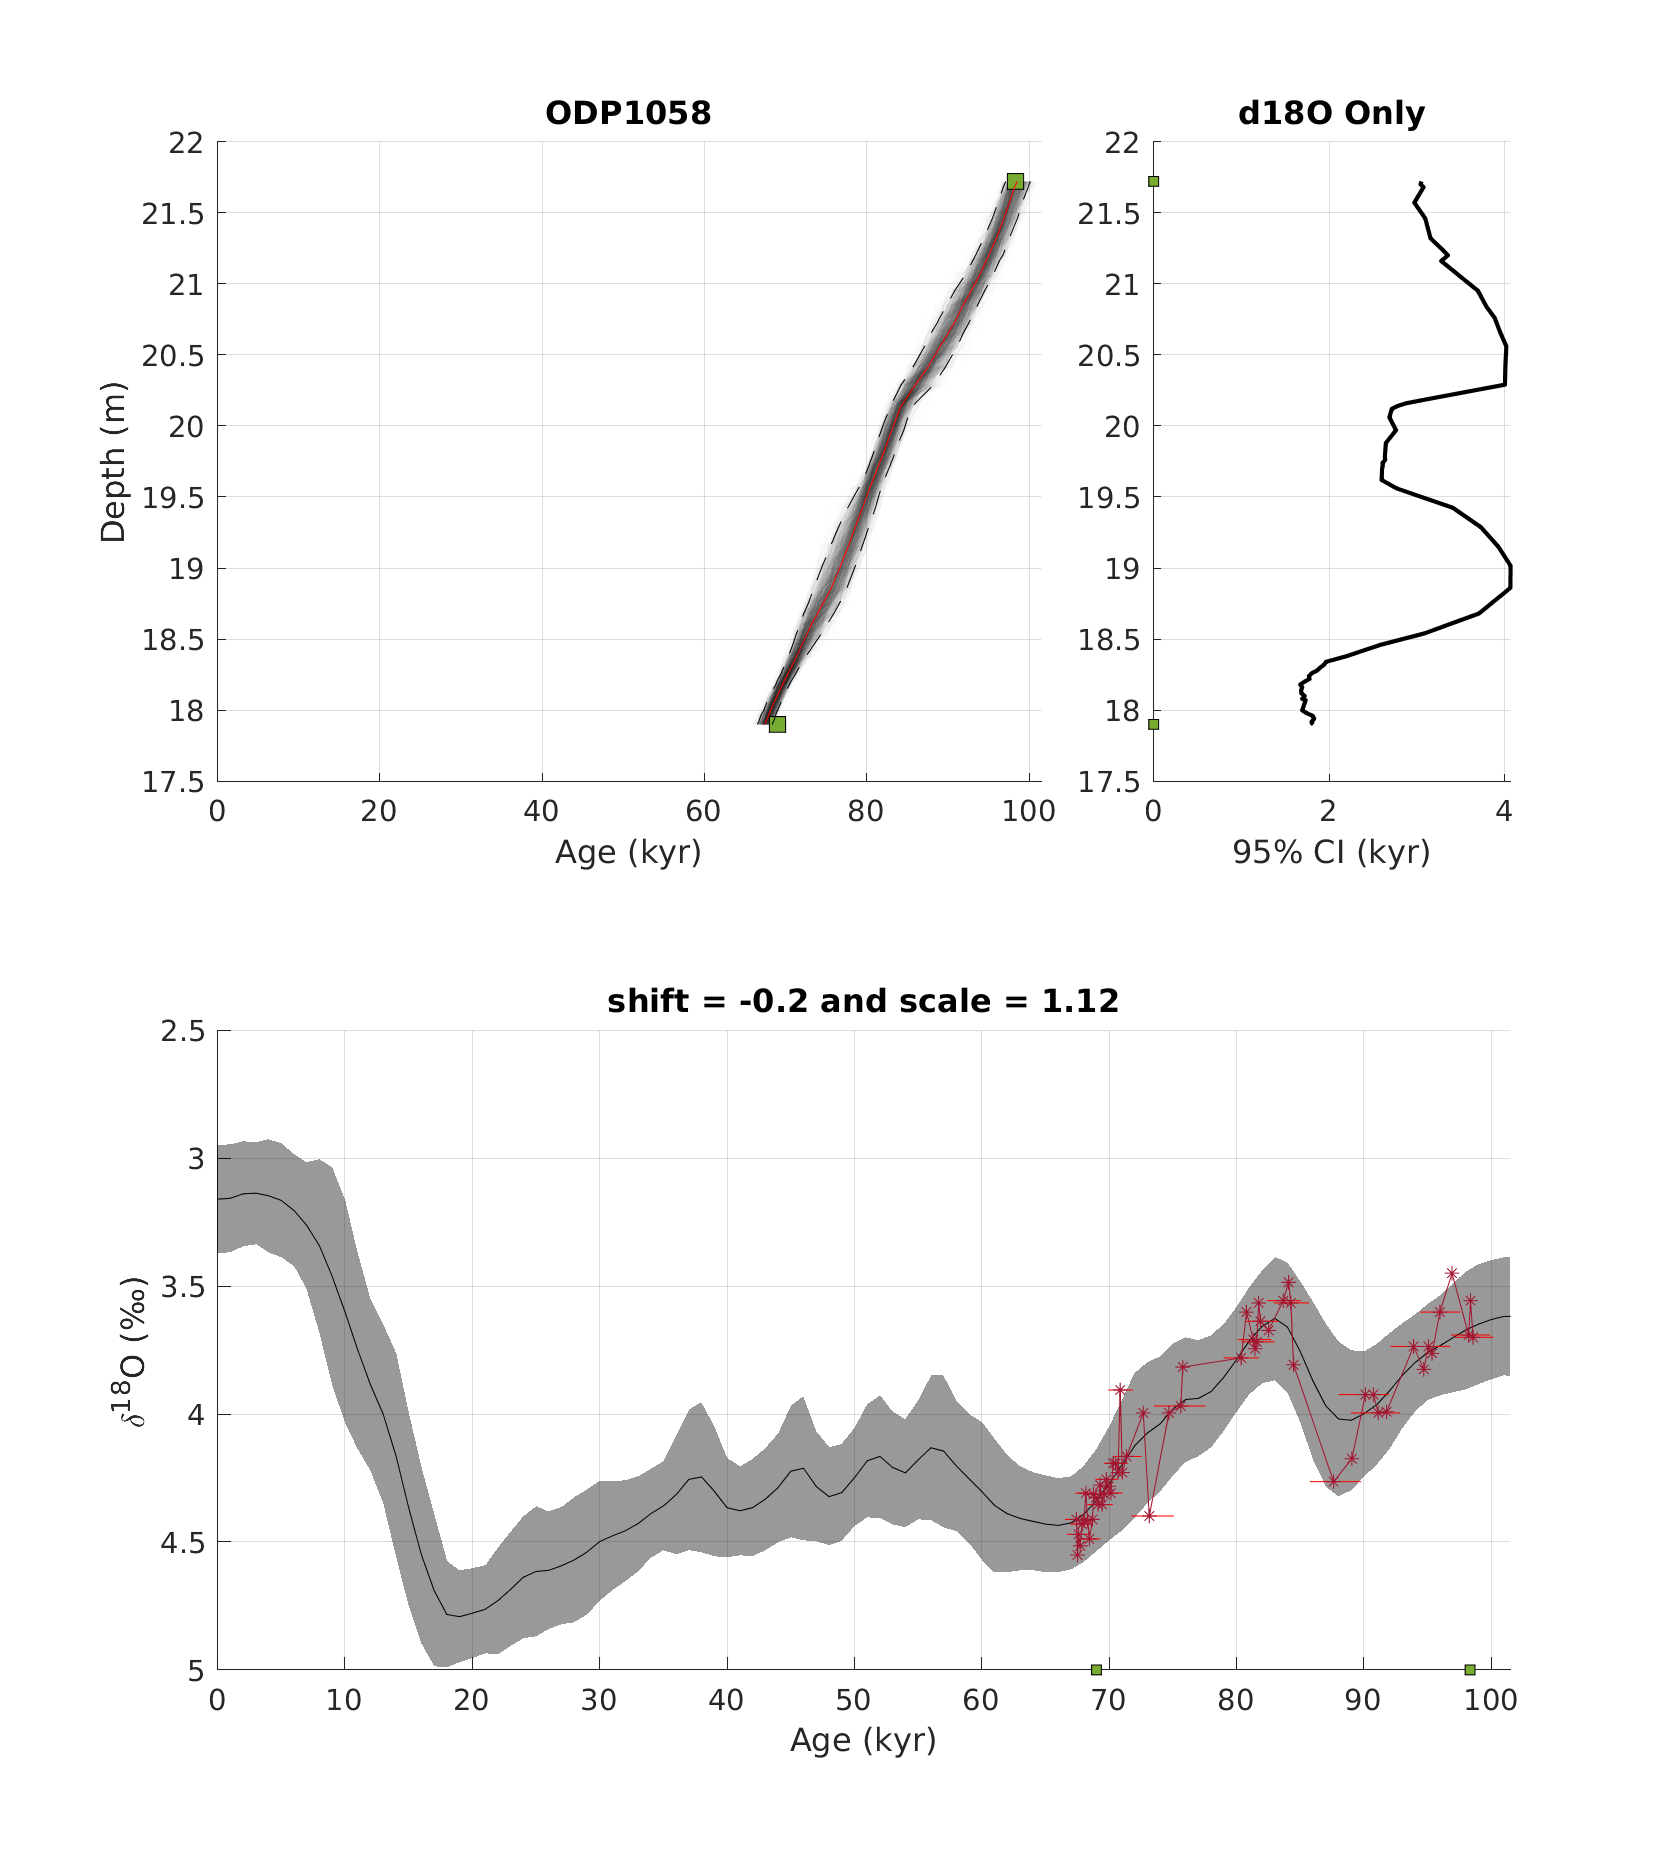 ODP1058
d18O Only
22
21.5
21
20.5
20
19.5
19
18.5
18
17.5
Depth (m)
0 20 40 60 80 100
Age (kyr)
22
21.5
21
20.5
20
19.5
19
18.5
18
17.5
0 2 4
95% CI (kyr)
shift = -0.2 and scale = 1.12
2.5
3
3.5
4
4.5
5
δ18O (‰)
0 10 20 30 40 50 60 70 80 90 100
Age (kyr)